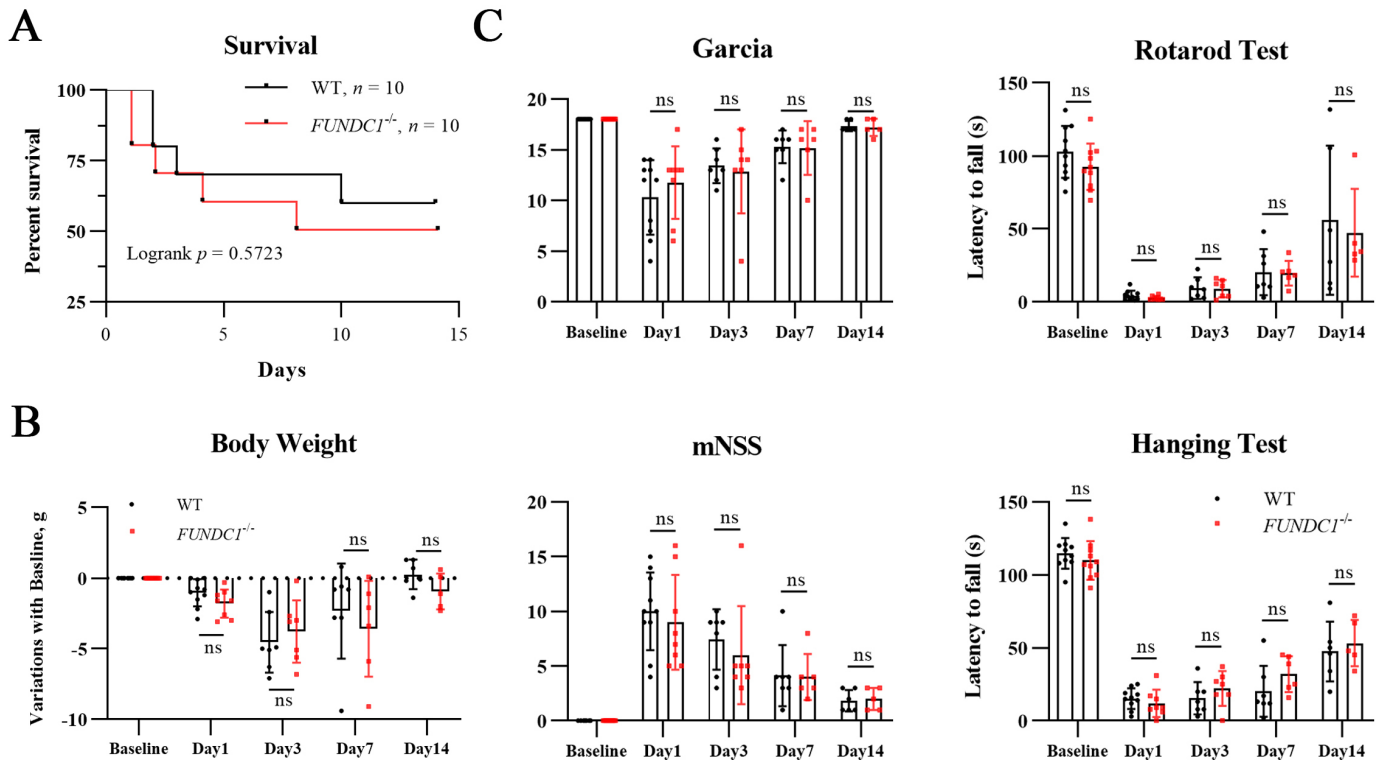 A
Survival
WT, n = 10
FUNDC1-/-, n = 10
Percent survival
100
75
50
25
Logrank p = 0.5723
0
5
10
15
Days
B
Body Weight
WT
FUNDC1-/-
Variations with Basline, g
5
0
-5
-10
ns
ns
ns
ns
Baseline
Day1
Day3
Day7
Day14
C
Garcia
20
15
10
5
0
ns
ns
ns
ns
Baseline
Day1
Day3
Day7
Day14
Rotarod Test
Latency to fall (s)
150
100
50
0
ns
ns
ns
ns
ns
Baseline
Day1
Day3
Day7
Day14
mNSS
20
15
10
5
0
ns
ns
ns
ns
Baseline
Day1
Day3
Day7
Day14
Hanging Test
WT
FUNDC1-/-
Latency to fall (s)
150
100
50
0
ns
ns
ns
ns
ns
Baseline
Day1
Day3
Day7
Day14